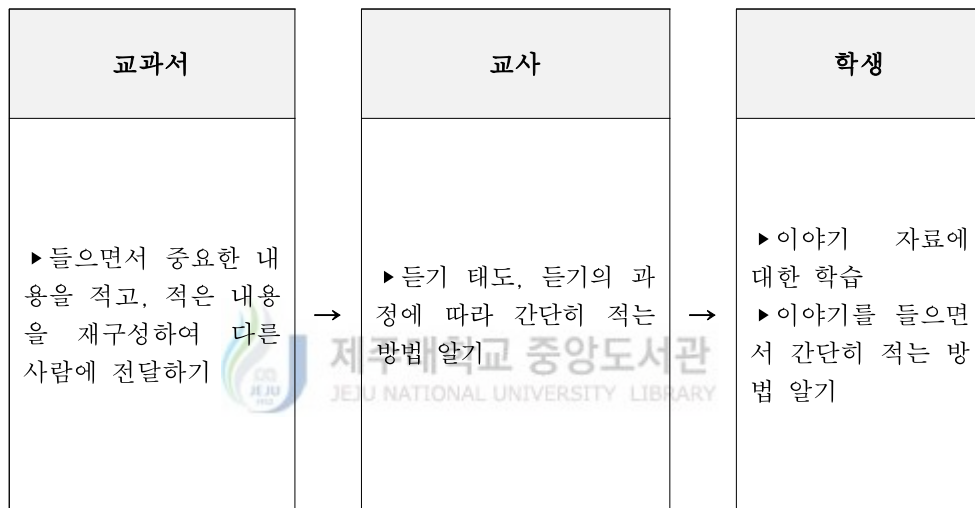 교과서
▶들으면서 중요한 내
용을 적고, 적은 내용
을 재구성하여 다른
사람에 전달하기
→
교사
▶듣기 태도, 듣기의 과
정에 따라 간단히 적는
방법 알기
→
학생
▶이야기 자료에
대한 학습
▶이야기를 들으면
서 간단히 적는 방
법 알기
제주대학교 중앙도서관
JEJU NATIONAL UNIVERSITY LIBRARY
JEJU
1952